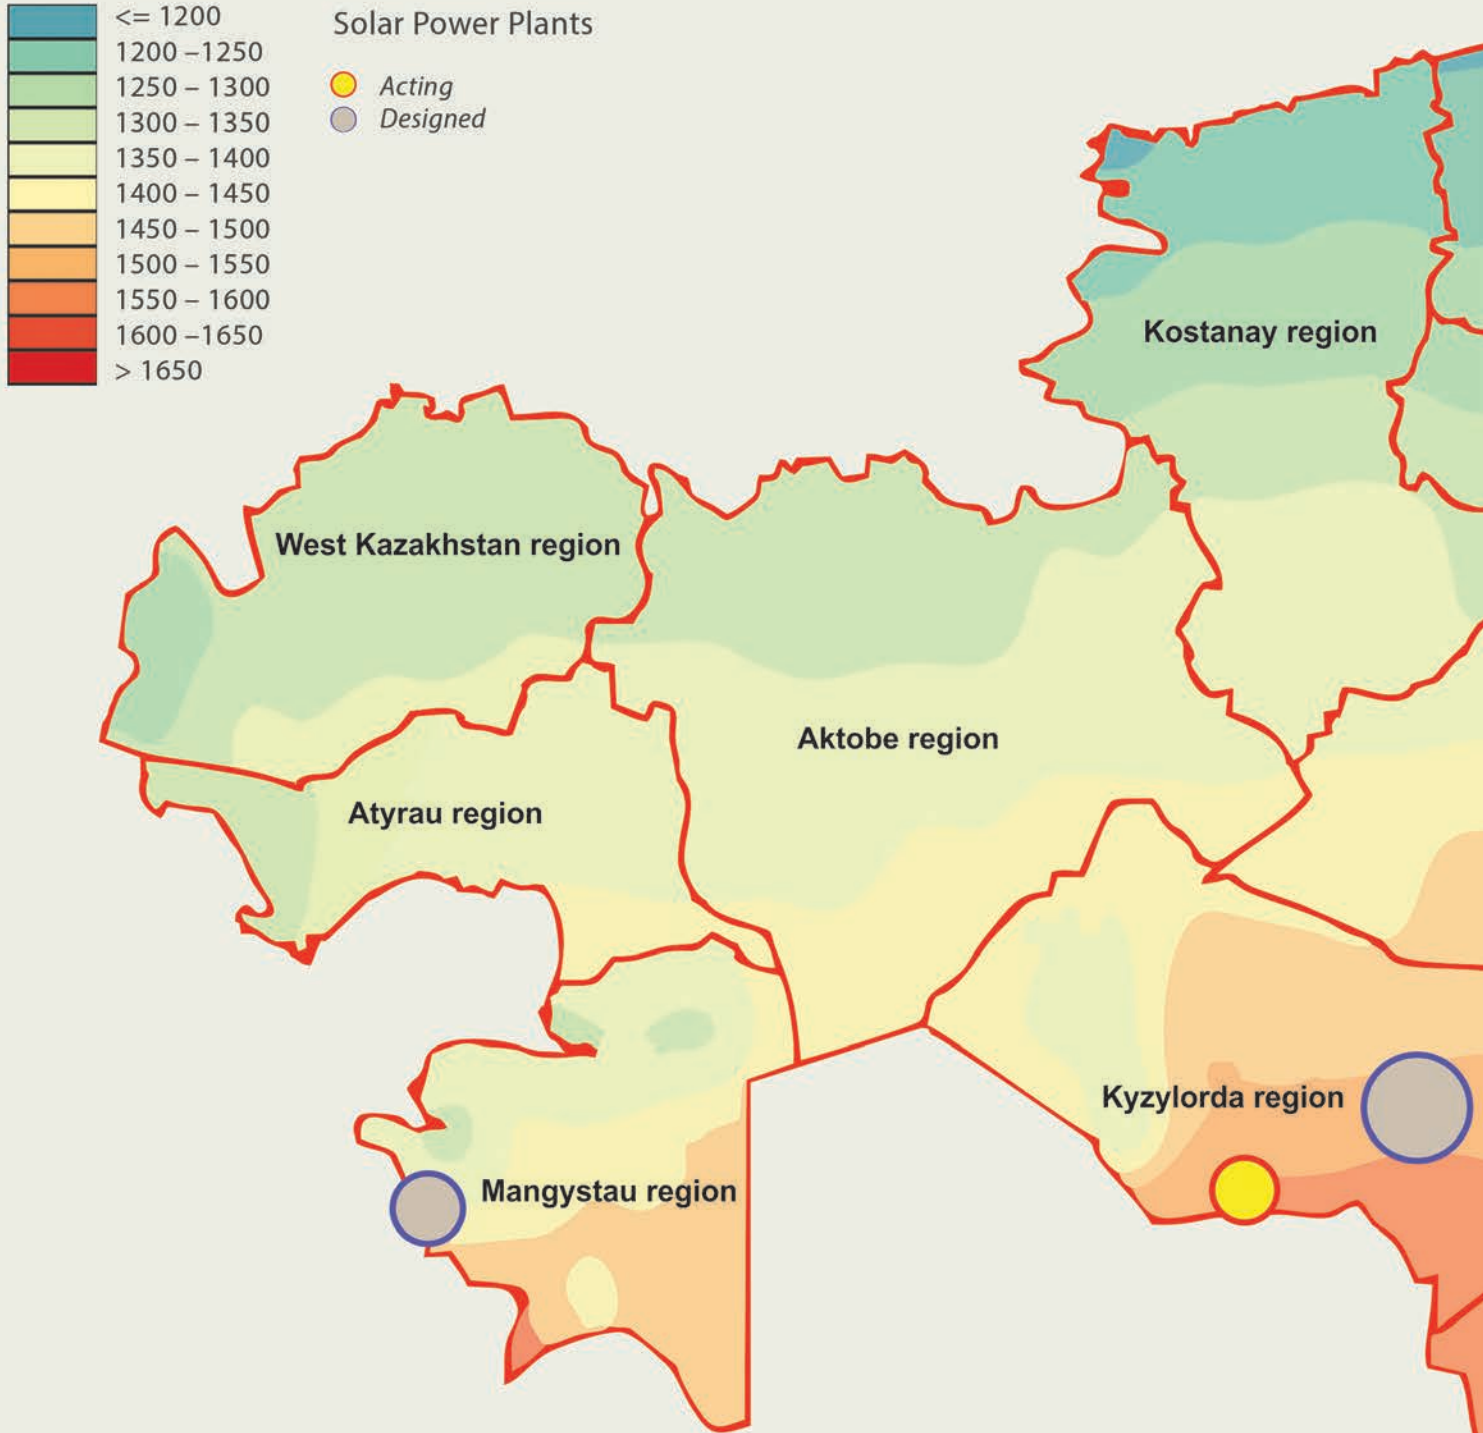 <= 1200
1200 –1250
1250 – 1300
1300 – 1350
1350 – 1400
1400 – 1450
1450 – 1500
1500 – 1550
1550 – 1600
1600 –1650
> 1650
Solar Power Plants
Acting
Designed
Kostanay region
West Kazakhstan region
Aktobe region
Atyrau region
Kyzylorda region
Mangystau region